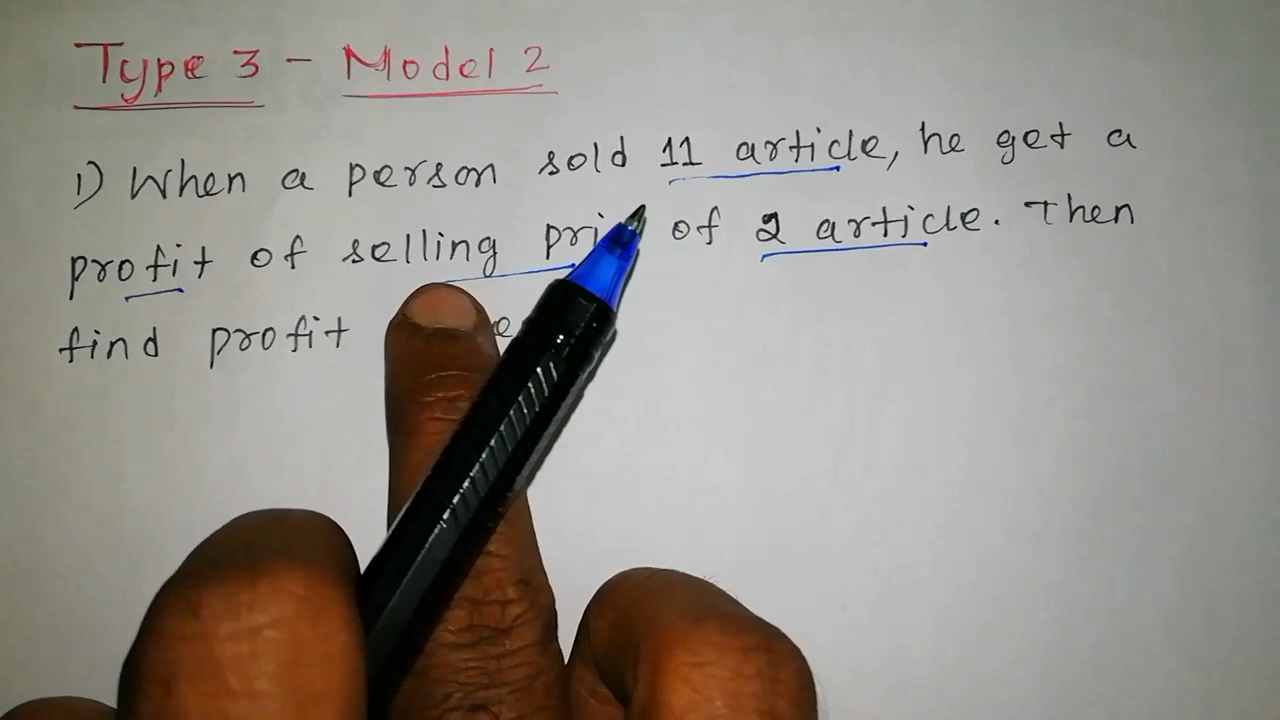 Type 3 - Model 2
1) When a person sold 11 article, he get a
profit of selling pri of 2 article. Then
find profit